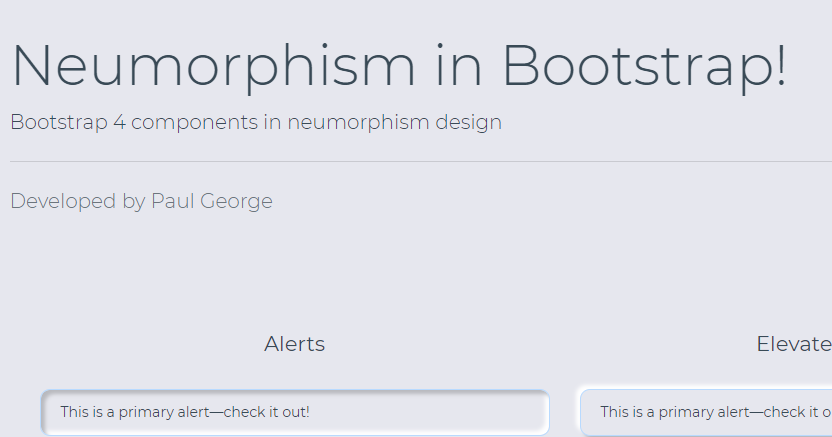 Neumorphism in Bootstrap!
Bootstrap 4 components in neumorphism design
Developed by Paul George
Alerts
Elevate
This is a primary alert—check it out!
This is a primary alert—check it o